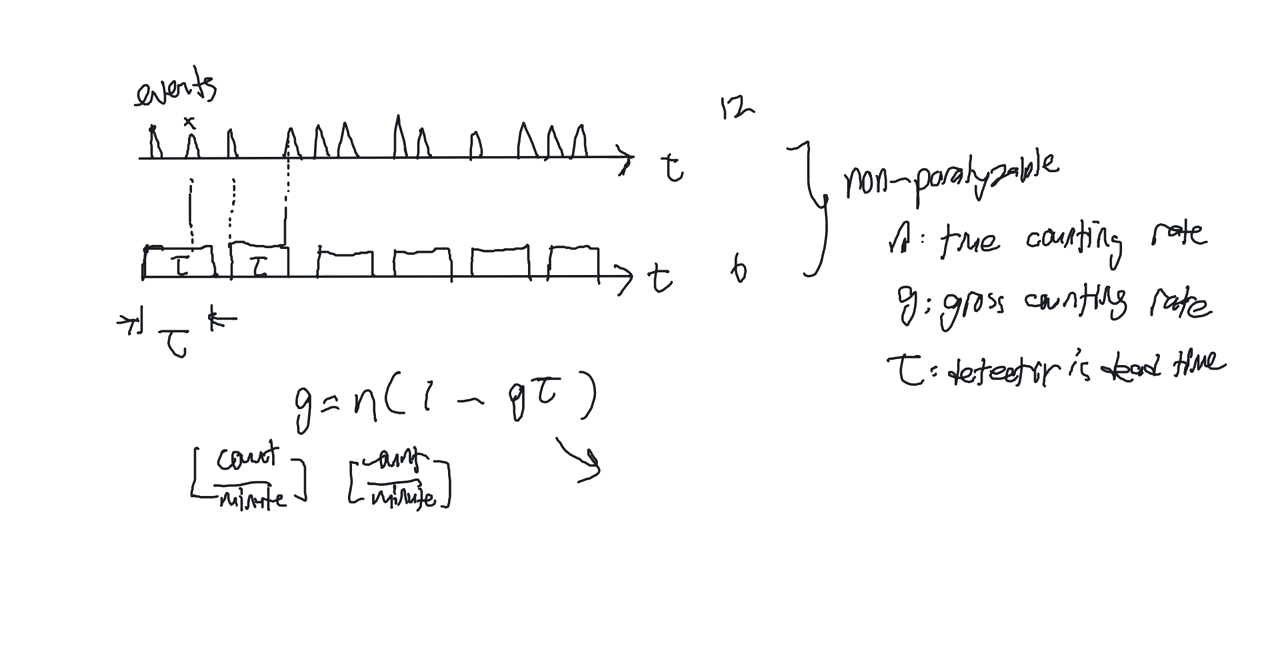 events
x
12
t
non-paralyzable
τ τ
t
6
n: true counting rate
g: gross counting rate
τ
τ: detector is dead time
g = n(1 - gτ)
[count/minute] [count/minute]